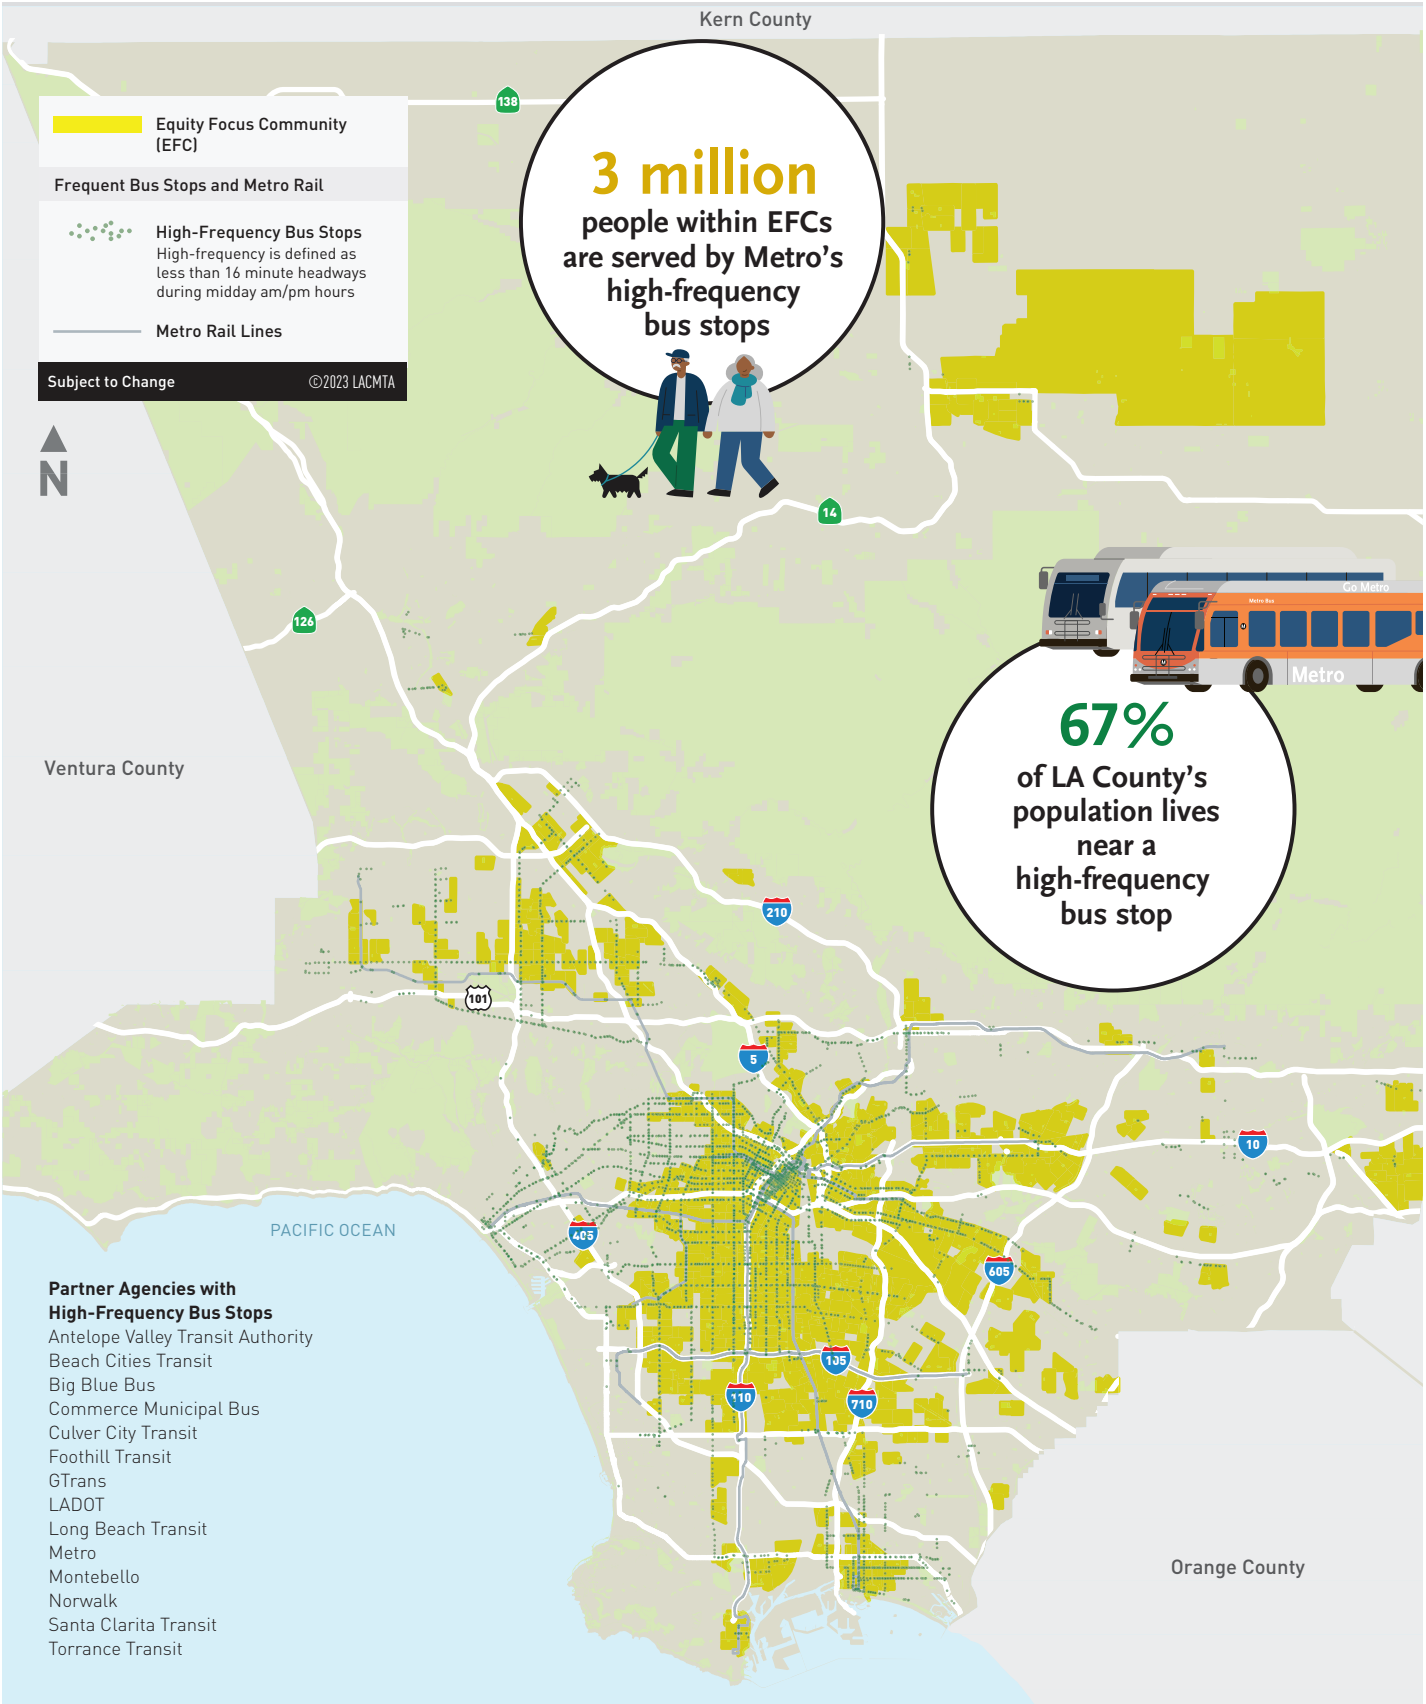 Kern County
138
Equity Focus Community
(EFC)
Frequent Bus Stops and Metro Rail
High-Frequency Bus Stops
High-frequency is defined as
less than 16 minute headways
during midday am/pm hours
Metro Rail Lines
Subject to Change ©2023 LACMTA
N
3 million
people within EFCs
are served by Metro's
high-frequency
bus stops
14
126
Go Metro
Metro Bus
Metro
67%
of LA County's
population lives
near a
high-frequency
bus stop
Ventura County
210
101
5
10
405
605
105
110
710
PACIFIC OCEAN
Partner Agencies with
High-Frequency Bus Stops
Antelope Valley Transit Authority
Beach Cities Transit
Big Blue Bus
Commerce Municipal Bus
Culver City Transit
Foothill Transit
GTrans
LADOT
Long Beach Transit
Metro
Montebello
Norwalk
Santa Clarita Transit
Torrance Transit
Orange County